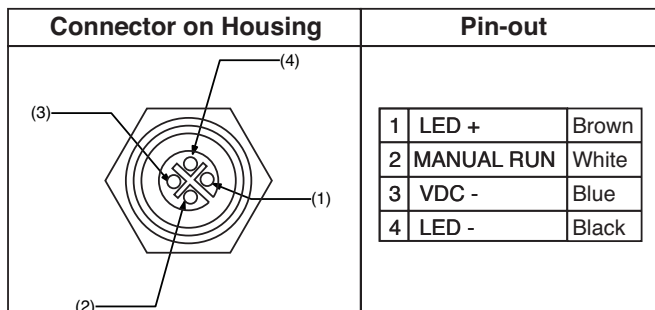 Connector on Housing Pin-out
(4)
(3)
(1)
(2)
1 LED + Brown
2 MANUAL RUN White
3 VDC - Blue
4 LED - Black